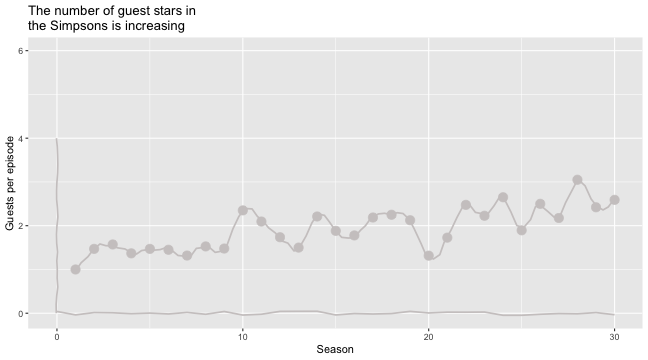 The number of guest stars in
the Simpsons is increasing
6
4
2
0
Guests per episode
0 10 20 30
Season